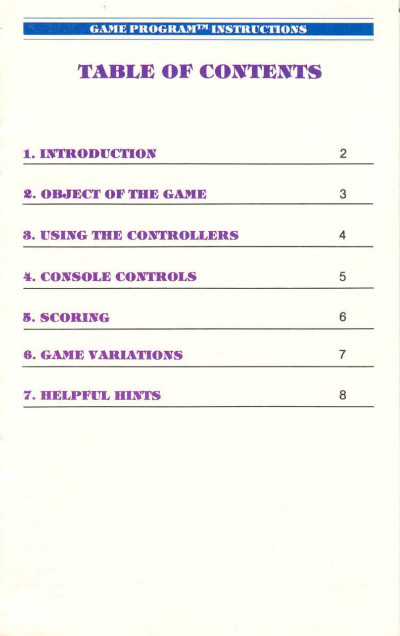 GAME PROGRAM™ INSTRUCTIONS
TABLE OF CONTENTS
1. INTRODUCTION 2
2. OBJECT OF THE GAME 3
3. USING THE CONTROLLERS 4
4. CONSOLE CONTROLS 5
5. SCORING 6
6. GAME VARIATIONS 7
7. HELPFUL HINTS 8